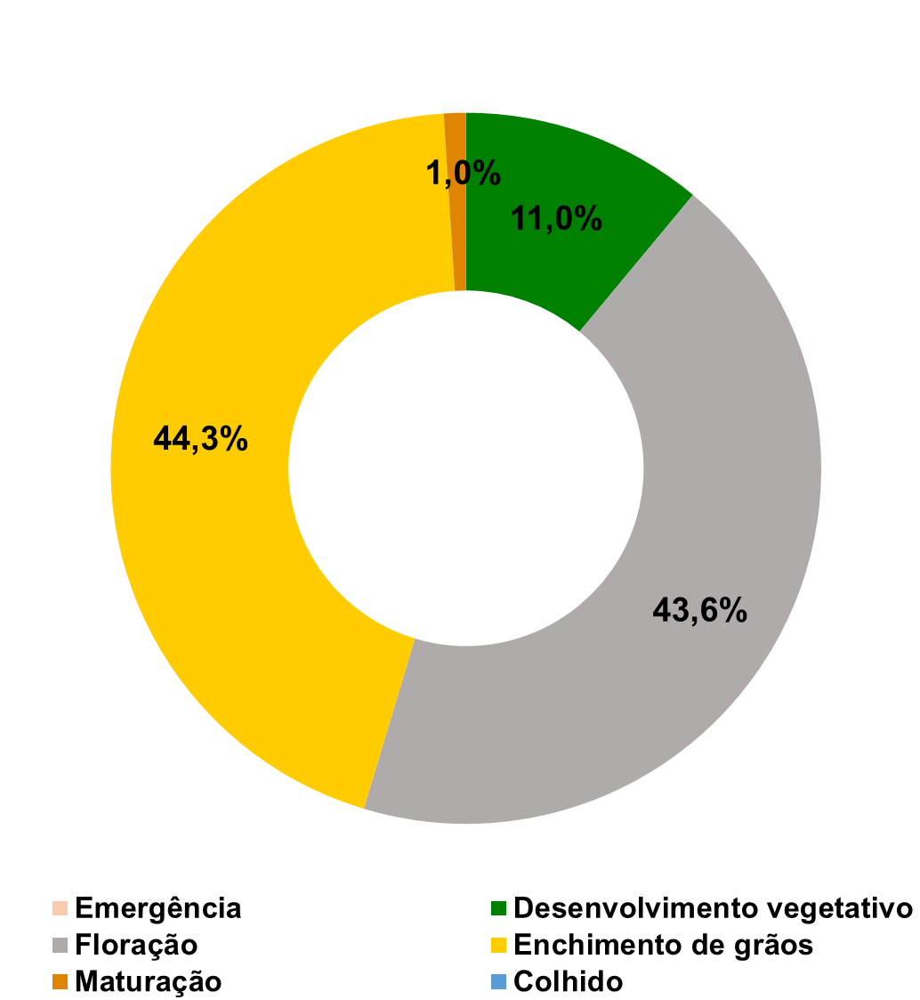 1,0%
11,0%
44,3%
43,6%
Emergência
Desenvolvimento vegetativo
Floração
Enchimento de grãos
Maturação
Colhido